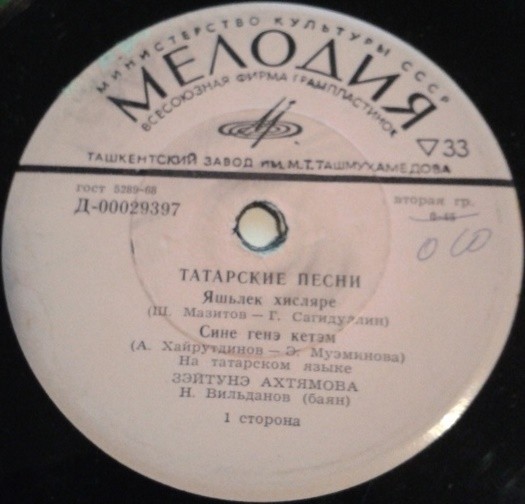 МИНИСТЕРСТВО КУЛЬТУРЫ СССР
МЕЛОДИЯ
ВСЕСОЮЗНАЯ ФИРМА ГРАМПЛАСТИНОК
▽33
ТАШКЕНТСКИЙ ЗАВОД ИМ. М.Т. ТАШМУХАМЕДОВА
гост 5289-68
Д-00029397
вторая гр.
ТАТАРСКИЕ ПЕСНИ
Яшьлек хисляре
(Ш. Мазитов — Г. Сагидуллин)
Сине генэ кетэм
(А. Хайрутдинов — Э. Муэминова)
На татарском языке
ЗЭЙТУНЭ АХТЯМОВА
Н. Вильданов (баян)
1 сторона